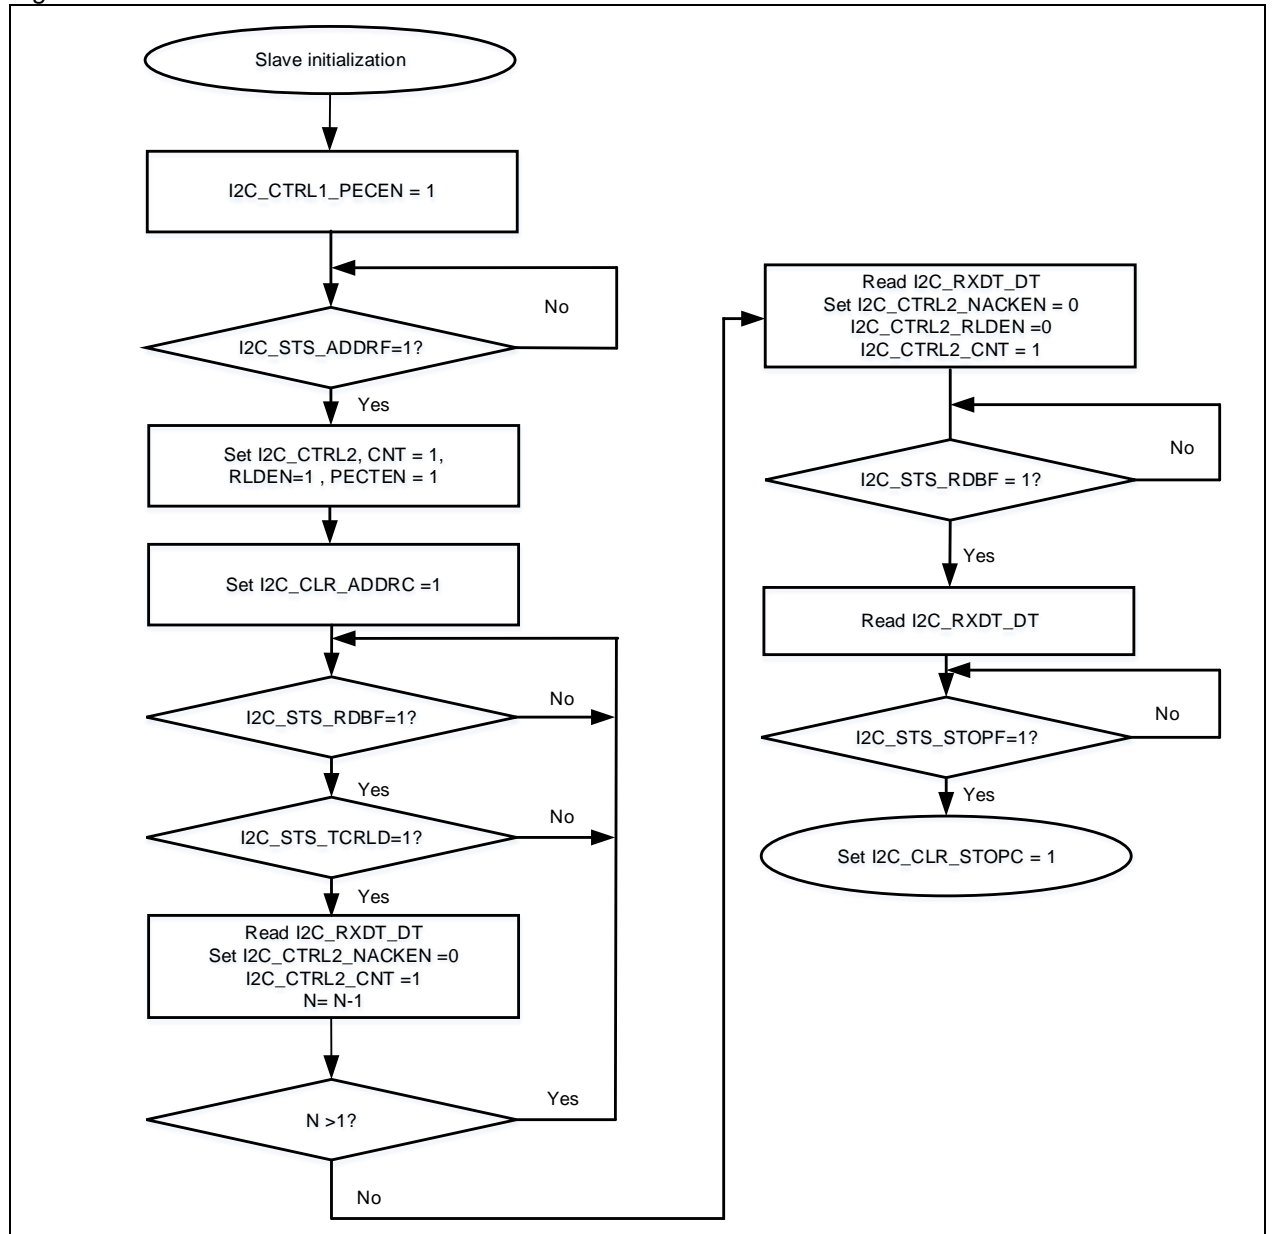 Slave initialization
I2C_CTRL1_PECEN = 1
No
I2C_STS_ADDRF=1?
Yes
Set I2C_CTRL2, CNT = 1,
RLDEN=1 , PECTEN = 1
Set I2C_CLR_ADDRC =1
I2C_STS_RDBF=1?
No
Yes
I2C_STS_TCRLD=1?
No
Yes
Read I2C_RXDT_DT
Set I2C_CTRL2_NACKEN =0
I2C_CTRL2_CNT =1
N= N-1
N >1?
Yes
No
Read I2C_RXDT_DT
Set I2C_CTRL2_NACKEN = 0
I2C_CTRL2_RLDEN =0
I2C_CTRL2_CNT = 1
No
I2C_STS_RDBF = 1?
Yes
Read I2C_RXDT_DT
I2C_STS_STOPF=1?
No
Yes
Set I2C_CLR_STOPC = 1